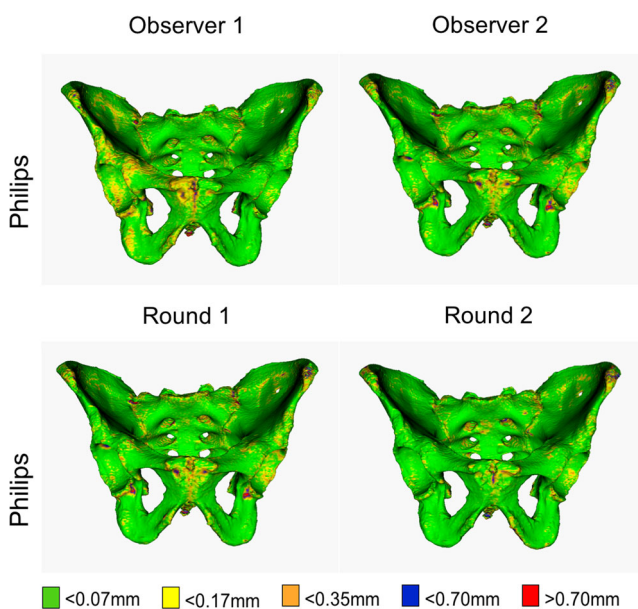 Observer 1
Observer 2
Philips
Round 1
Round 2
Philips
<0.07mm
<0.17mm
<0.35mm
<0.70mm
>0.70mm